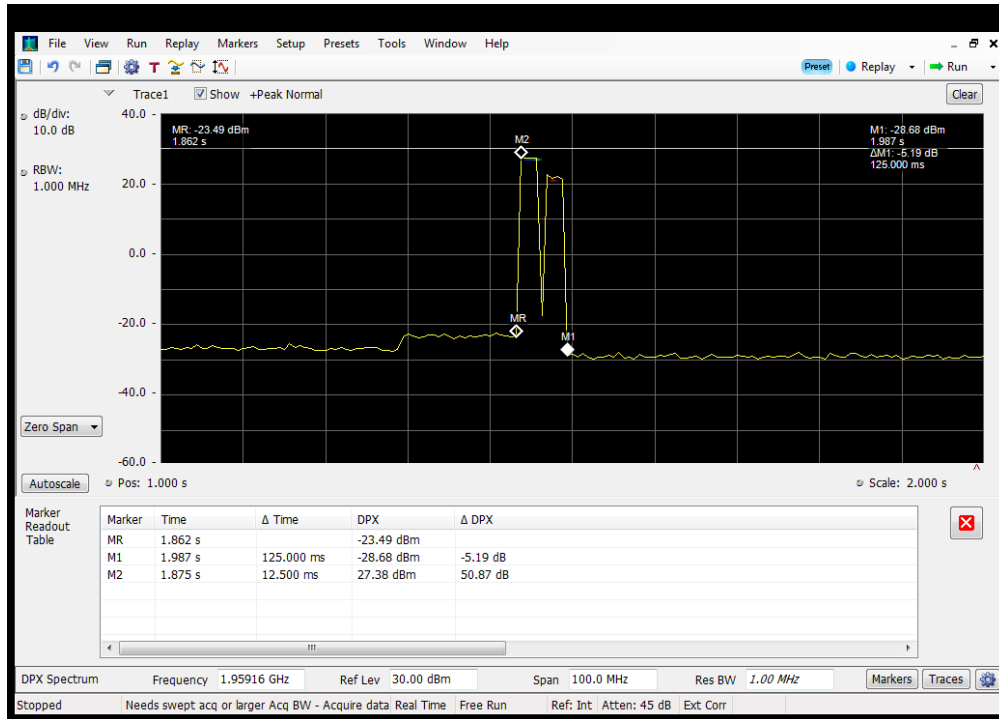 File View Run Replay Markers Setup Presets Tools Window Help
T Preset Replay Run
Trace1 Show +Peak Normal Clear
dB/div:
10.0 dB
RBW:
1.000 MHz
40.0
20.0
0.0
-20.0
-40.0
-60.0
MR: -23.49 dBm
1.862 s
M1: -28.68 dBm
1.987 s
ΔM1: -5.19 dB
125.000 ms
M2
MR
M1
Zero Span
Autoscale Pos: 1.000 s Scale: 2.000 s
Marker
Readout
Table
Marker Time Δ Time DPX Δ DPX
MR 1.862 s -23.49 dBm
M1 1.987 s 125.000 ms -28.68 dBm -5.19 dB
M2 1.875 s 12.500 ms 27.38 dBm 50.87 dB
DPX Spectrum Frequency 1.95916 GHz Ref Lev 30.00 dBm Span 100.0 MHz Res BW 1.00 MHz Markers Traces
Stopped Needs swept acq or larger Acq BW - Acquire data Real Time Free Run Ref: Int Atten: 45 dB Ext Corr